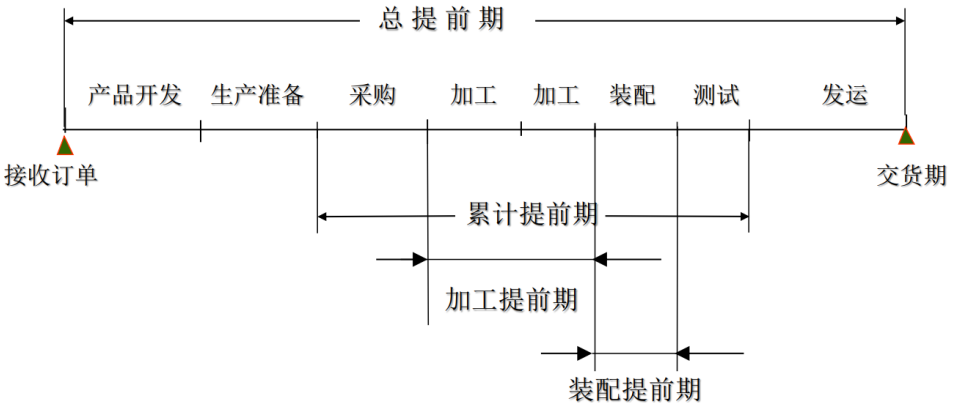 总提前期
产品开发 生产准备 采购 加工 加工 装配 测试 发运
接收订单 交货期
累计提前期
加工提前期
装配提前期